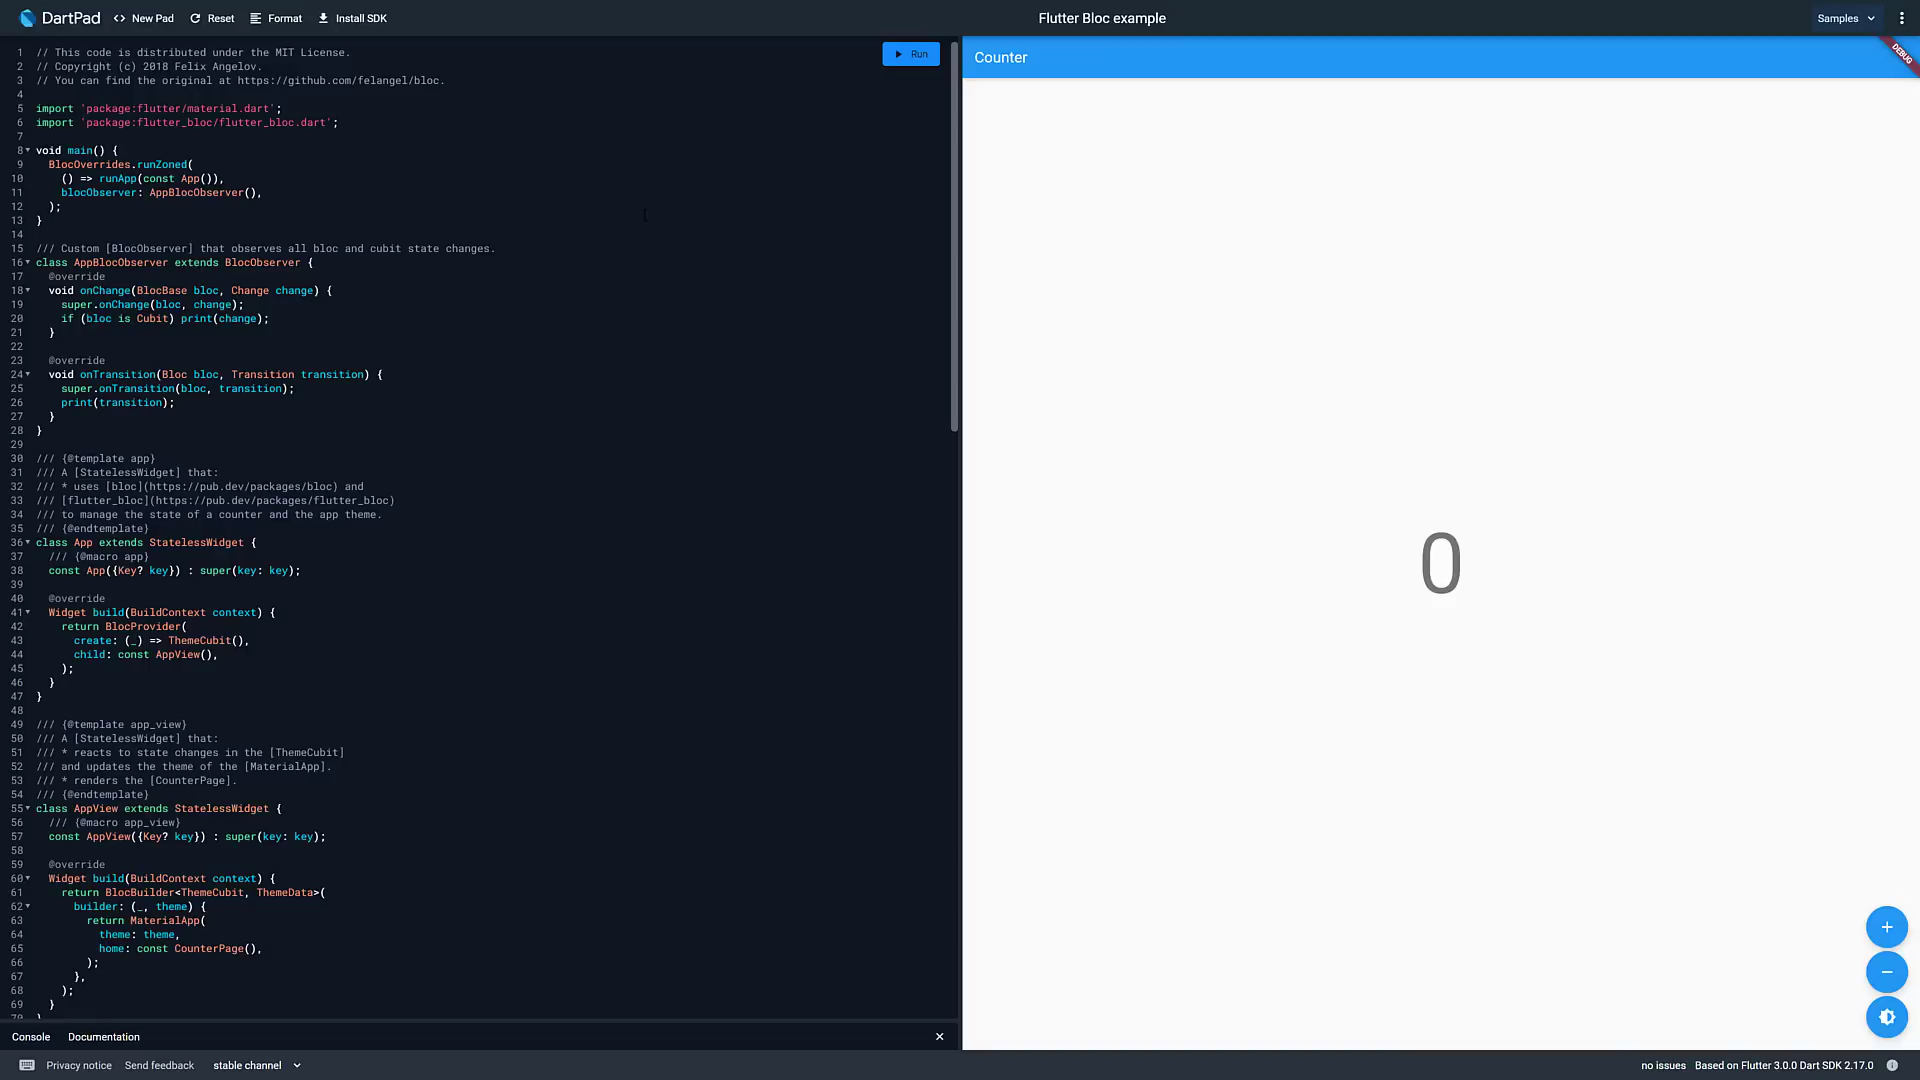 DartPad
New Pad
Reset
Format
Install SDK
Flutter Bloc example
Samples
1 // This code is distributed under the MIT License.
2 // Copyright (c) 2018 Felix Angelov.
3 // You can find the original at https://github.com/felangel/bloc.
4
5 import 'package:flutter/material.dart';
6 import 'package:flutter_bloc/flutter_bloc.dart';
7
8 void main() {
9   BlocOverrides.runZoned(
10     () => runApp(const App()),
11     blocObserver: AppBlocObserver(),
12   );
13 }
14
15 /// Custom [BlocObserver] that observes all bloc and cubit state changes.
16 class AppBlocObserver extends BlocObserver {
17   @override
18   void onChange(BlocBase bloc, Change change) {
19     super.onChange(bloc, change);
20     if (bloc is Cubit) print(change);
21   }
22
23   @override
24   void onTransition(Bloc bloc, Transition transition) {
25     super.onTransition(bloc, transition);
26     print(transition);
27   }
28 }
29
30 /// {@template app}
31 /// A [StatelessWidget] that:
32 /// * uses [bloc](https://pub.dev/packages/bloc) and
33 /// [flutter_bloc](https://pub.dev/packages/flutter_bloc)
34 /// to manage the state of a counter and the app theme.
35 /// {@endtemplate}
36 class App extends StatelessWidget {
37   /// {@macro app}
38   const App({Key? key}) : super(key: key);
39
40   @override
41   Widget build(BuildContext context) {
42     return BlocProvider(
43       create: (_) => ThemeCubit(),
44       child: const AppView(),
45     );
46   }
47 }
48
49 /// {@template app_view}
50 /// A [StatelessWidget] that:
51 /// * reacts to state changes in the [ThemeCubit]
52 /// and updates the theme of the [MaterialApp].
53 /// * renders the [CounterPage].
54 /// {@endtemplate}
55 class AppView extends StatelessWidget {
56   /// {@macro app_view}
57   const AppView({Key? key}) : super(key: key);
58
59   @override
60   Widget build(BuildContext context) {
61     return BlocBuilder<ThemeCubit, ThemeData>(
62       builder: (_, theme) {
63         return MaterialApp(
64           theme: theme,
65           home: const CounterPage(),
66         );
67       },
68     );
69   }
70 }
Run
Counter
DEBUG
0
Console
Documentation
Privacy notice
Send feedback
stable channel
no issues
Based on Flutter 3.0.0 Dart SDK 2.17.0